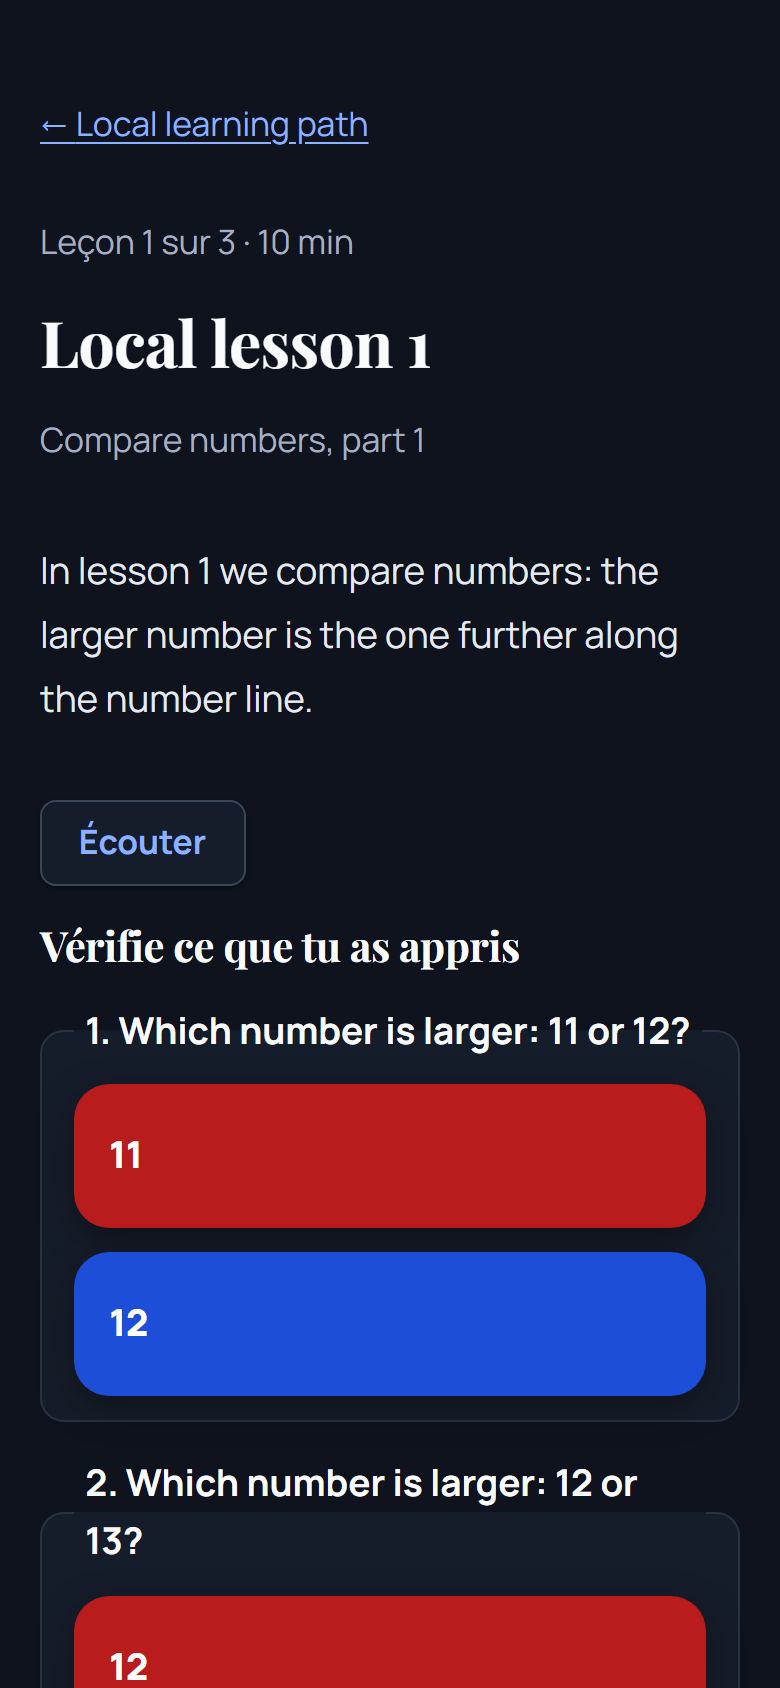 ← Local learning path
Leçon 1 sur 3 · 10 min
Local lesson 1
Compare numbers, part 1
In lesson 1 we compare numbers: the
larger number is the one further along
the number line.
Écouter
Vérifie ce que tu as appris
1. Which number is larger: 11 or 12?
11
12
2. Which number is larger: 12 or
13?
12